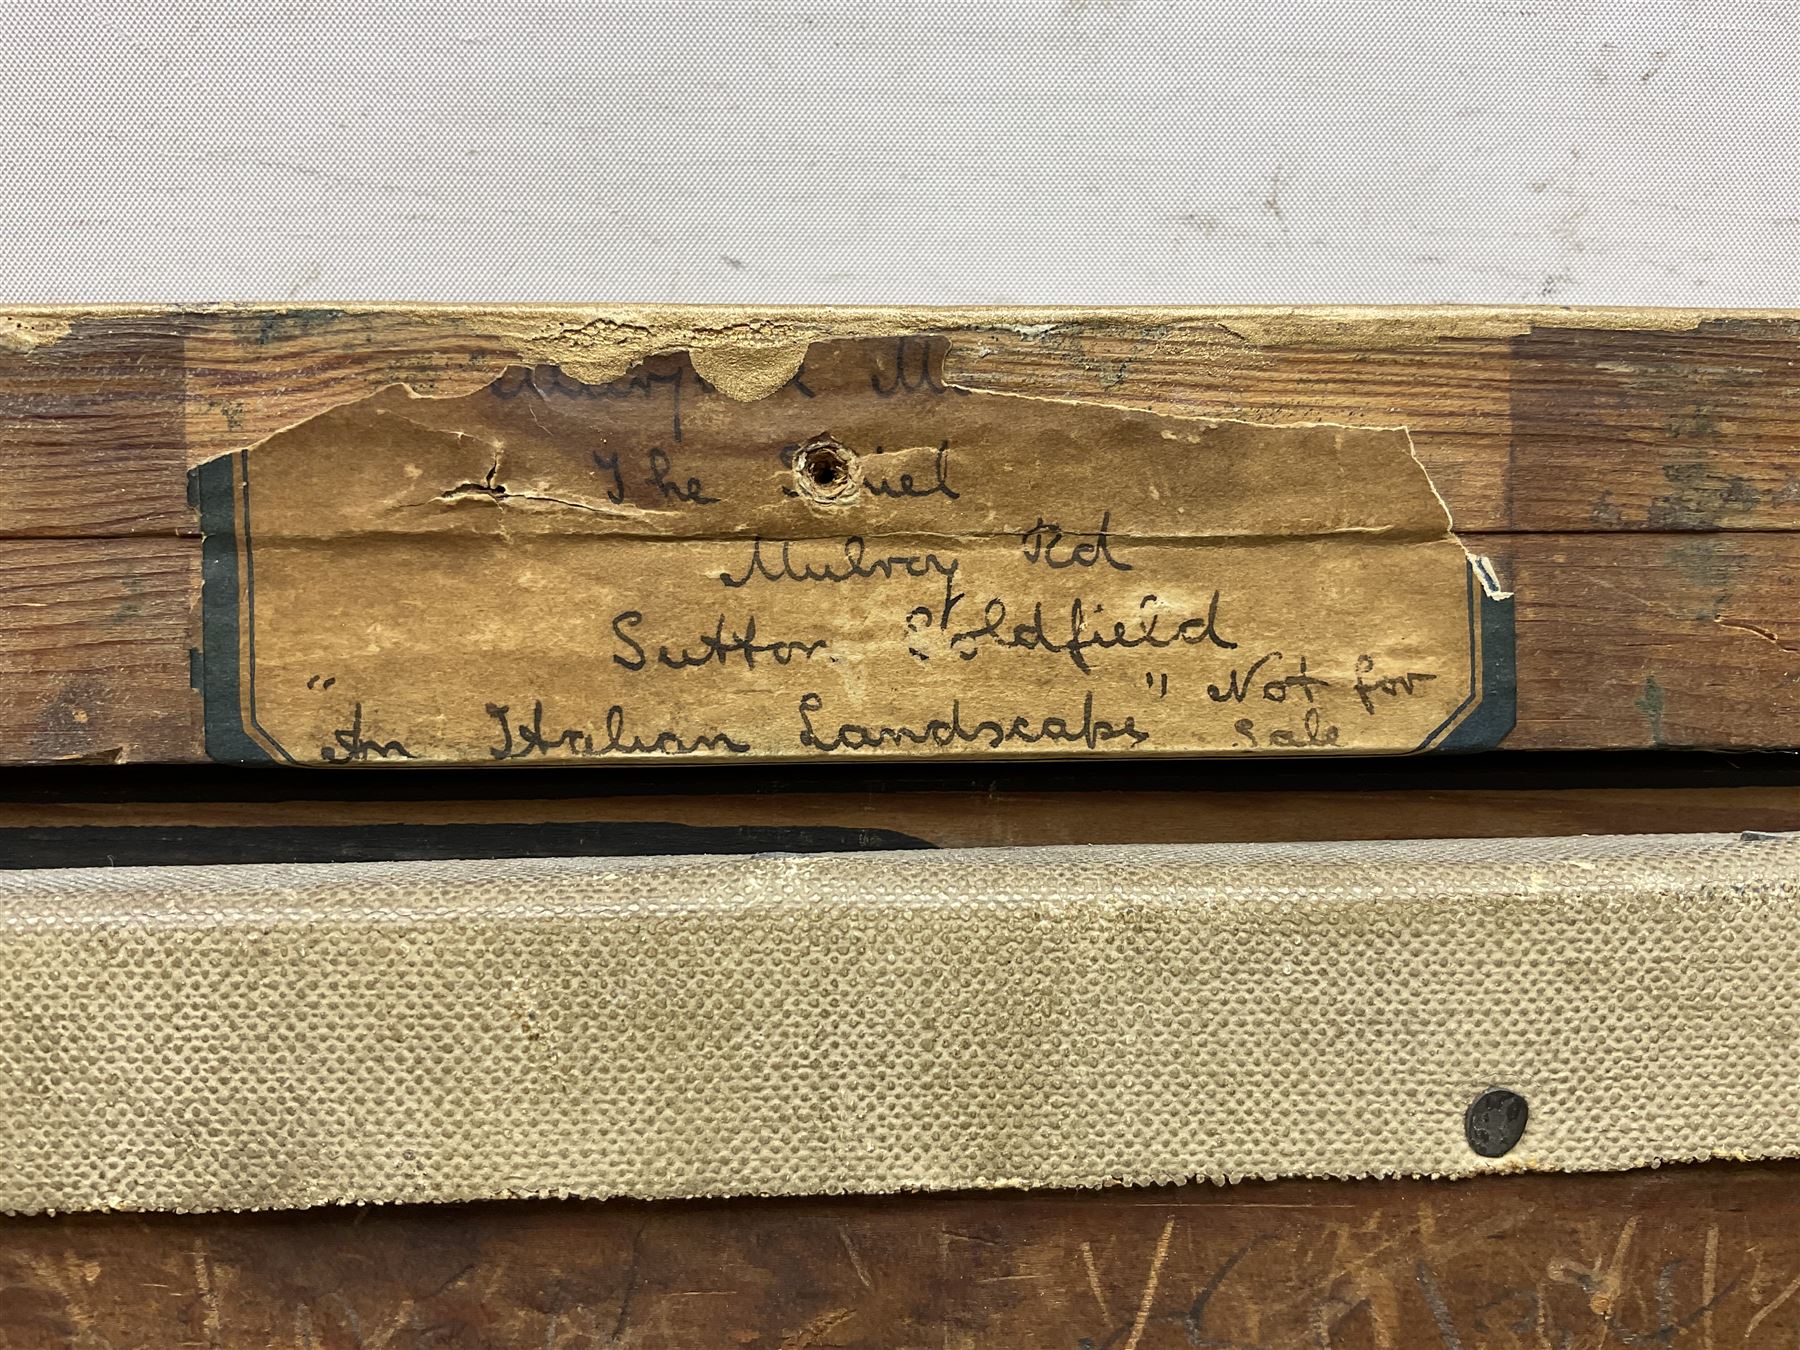 The
Mulroy Rd
Sutton Coldfield
"An Italian Landscape" Not for
Sale